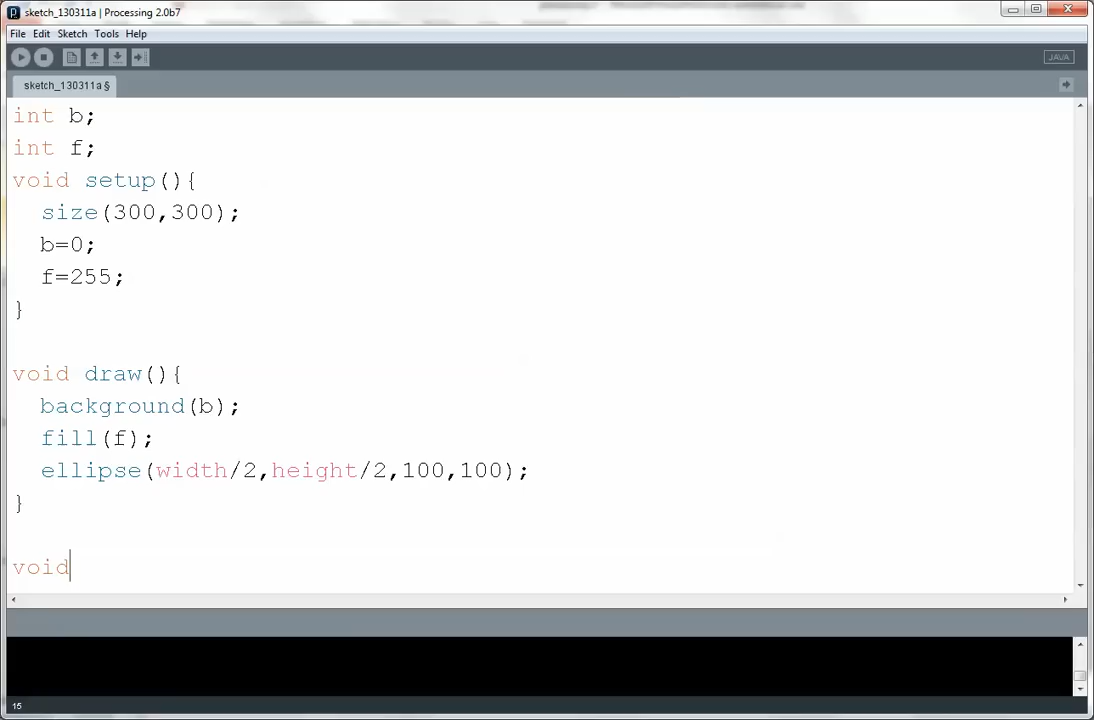 sketch_130311a | Processing 2.0b7
File Edit Sketch Tools Help
JAVA
sketch_130311a §
int b;
int f;
void setup(){
  size(300,300);
  b=0;
  f=255;
}
void draw(){
  background(b);
  fill(f);
  ellipse(width/2,height/2,100,100);
}
void
15